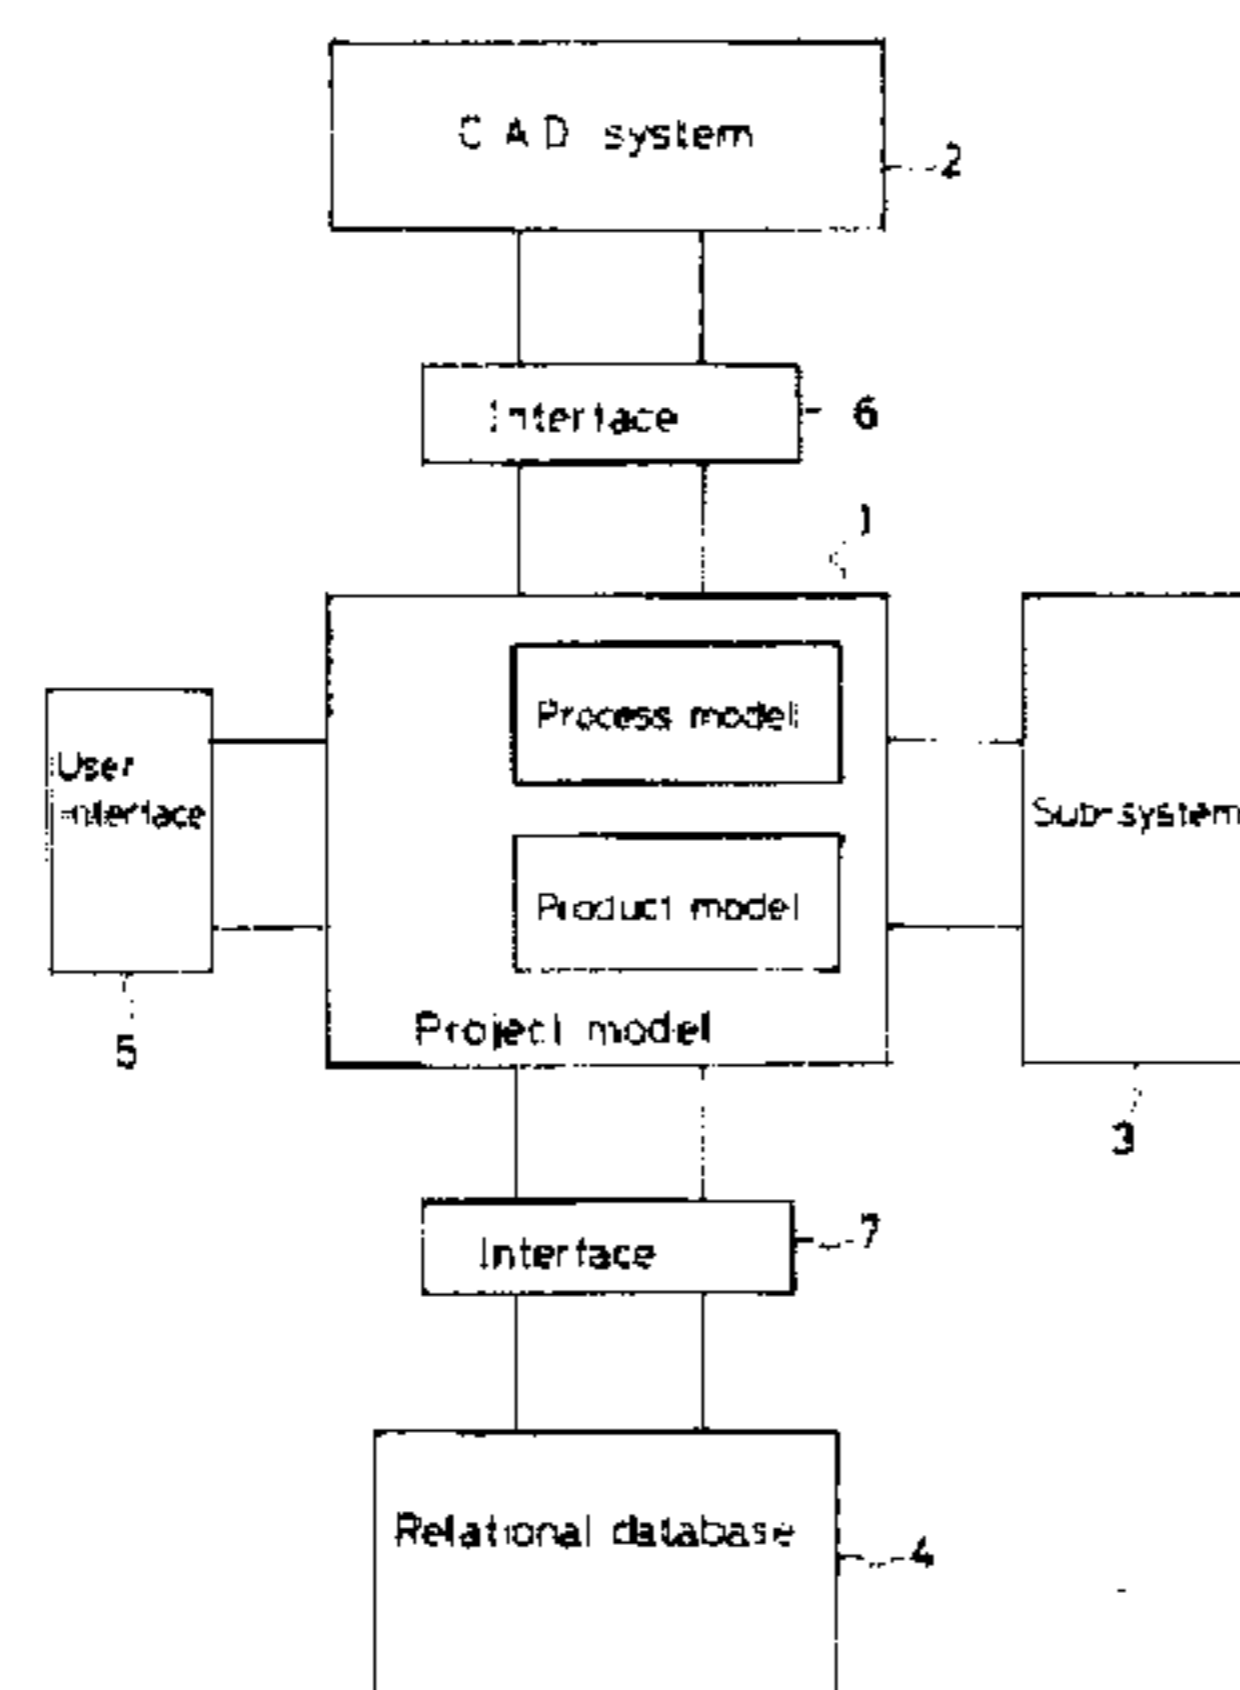 CAD system
2
Interface
6
1
Process model
User
interface
Sub-system
Product model
Project model
5
3
Interface
7
Relational database
4